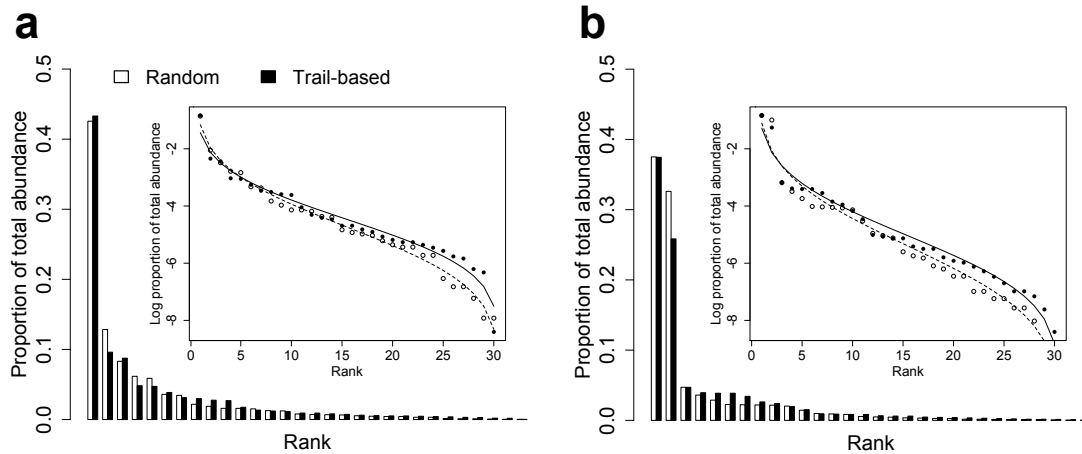 a
Proportion of total abundance
0.0
0.1
0.2
0.3
0.4
0.5
Random
Trail-based
Log proportion of total abundance
-2
-4
-6
-8
0 5 10 15 20 25 30
Rank
Rank
b
Proportion of total abundance
0.0
0.1
0.2
0.3
0.4
0.5
Log proportion of total abundance
-2
-4
-6
-8
0 5 10 15 20 25 30
Rank
Rank